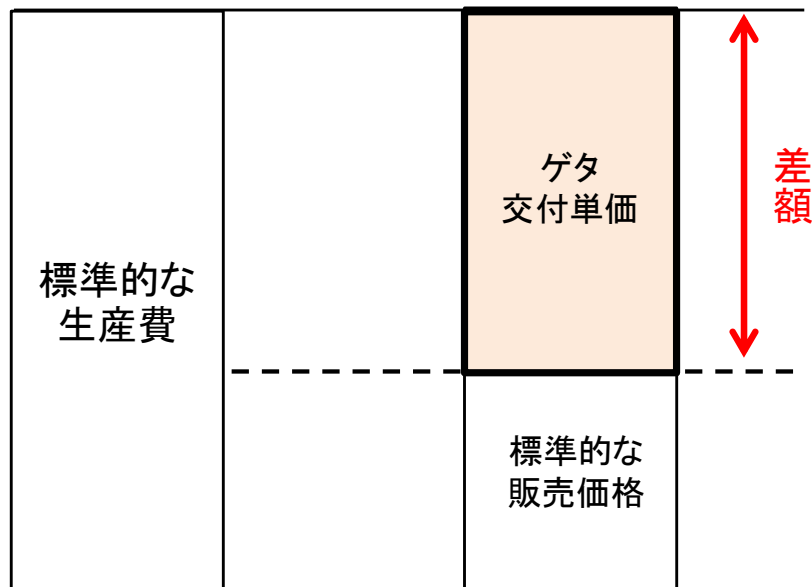 標準的な
生産費
ゲタ
交付単価
標準的な
販売価格
差額